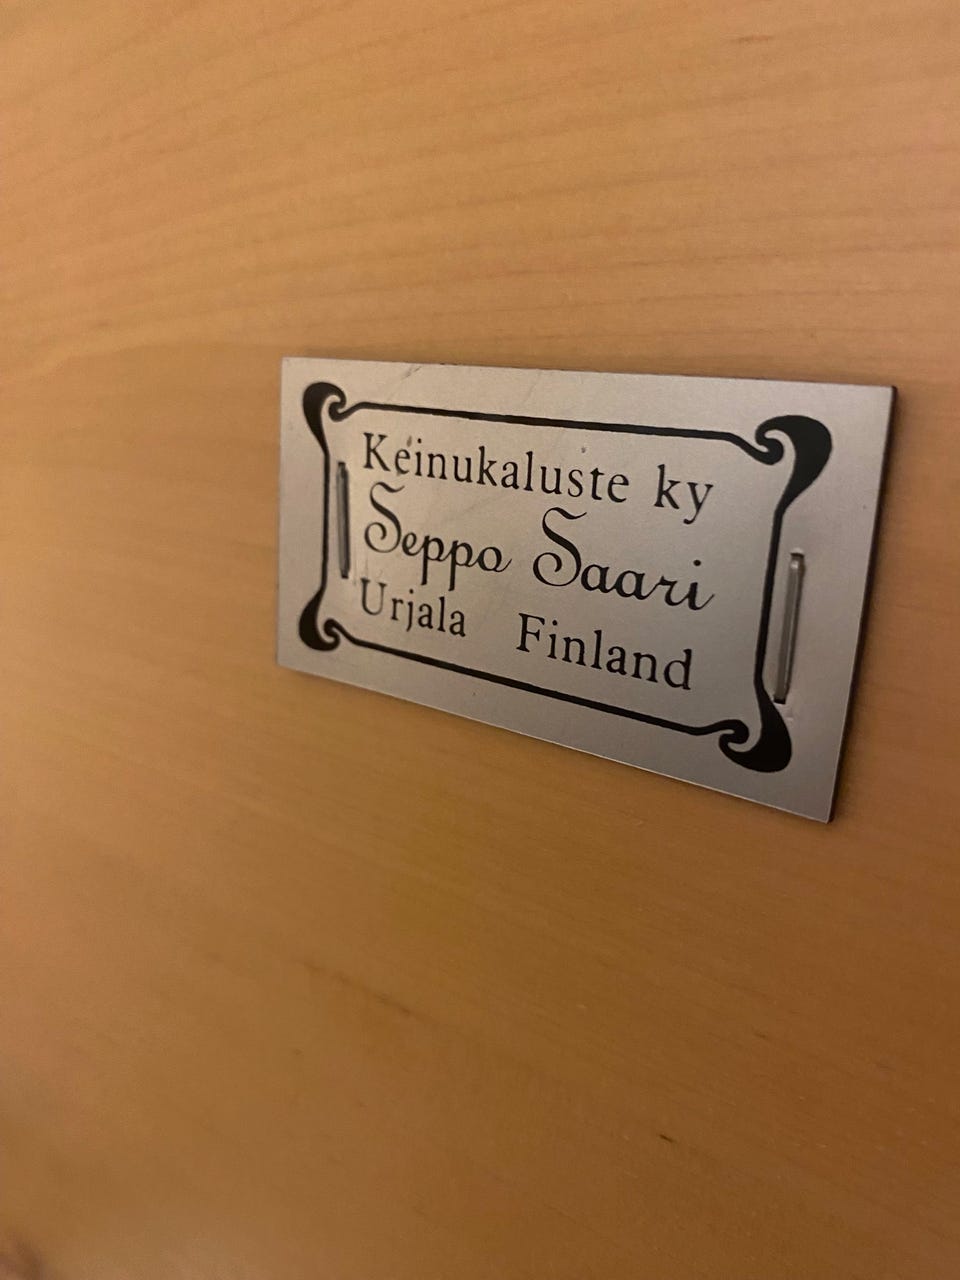 Keinukaluste ky
Seppo Saari
Urjala Finland